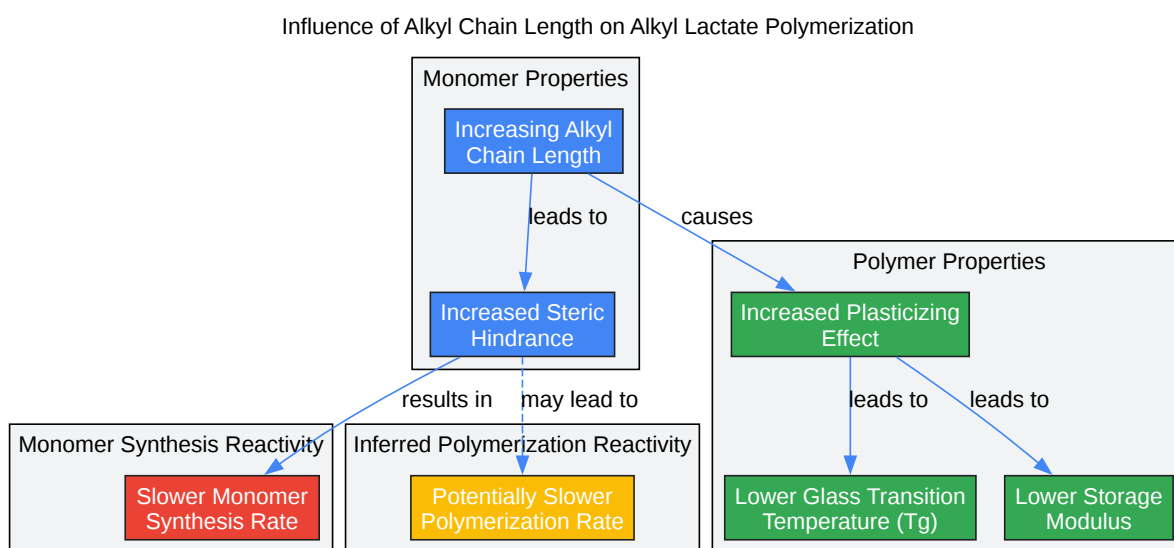 Influence of Alkyl Chain Length on Alkyl Lactate Polymerization
Monomer Properties
Increasing Alkyl
Chain Length
leads to
causes
Polymer Properties
Increased Steric
Hindrance
Increased Plasticizing
Effect
results in
may lead to
leads to
leads to
Monomer Synthesis Reactivity
Inferred Polymerization Reactivity
Slower Monomer
Synthesis Rate
Potentially Slower
Polymerization Rate
Lower Glass Transition
Temperature (Tg)
Lower Storage
Modulus